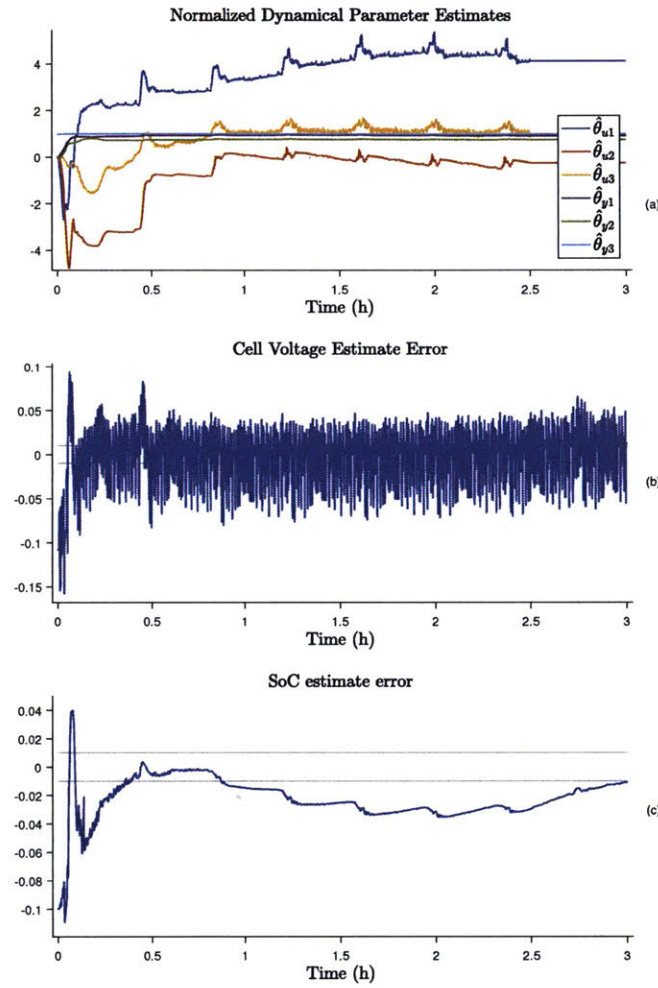 Normalized Dynamical Parameter Estimates
4
2
0
-2
-4
0 0.5 1 1.5 2 2.5 3
Time (h)
θ̂u1
θ̂u2
θ̂u3
θ̂y1
θ̂y2
θ̂y3
(a)
Cell Voltage Estimate Error
0.1
0.05
0
-0.05
-0.1
-0.15
0 0.5 1 1.5 2 2.5 3
Time (h)
(b)
SoC estimate error
0.04
0.02
0
-0.02
-0.04
-0.06
-0.08
-0.1
0 0.5 1 1.5 2 2.5 3
Time (h)
(c)